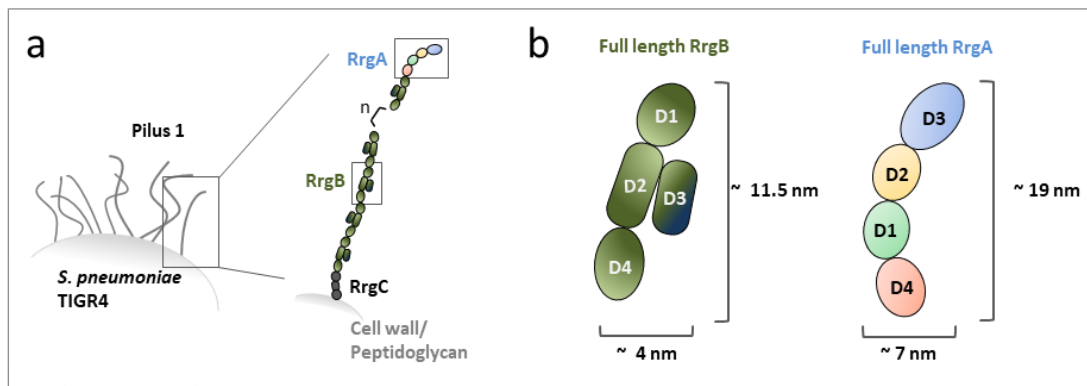 a
Pilus 1
S. pneumoniae
TIGR4
RrgA
n
RrgB
RrgC
Cell wall/
Peptidoglycan
b
Full length RrgB
D1
D2
D3
D4
~ 11.5 nm
~ 4 nm
Full length RrgA
D3
D2
D1
D4
~ 19 nm
~ 7 nm